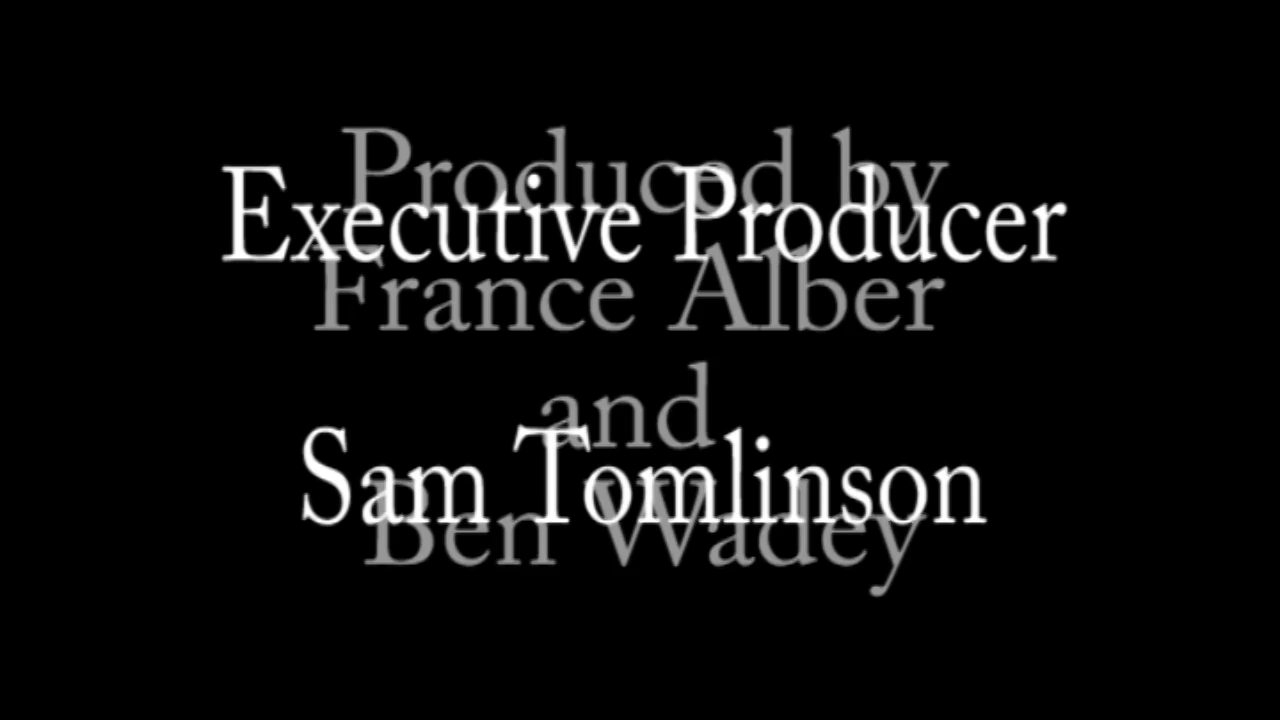 Produced by
Executive Producer
France Alber
and
Sam Tomlinson
Ben Wadey